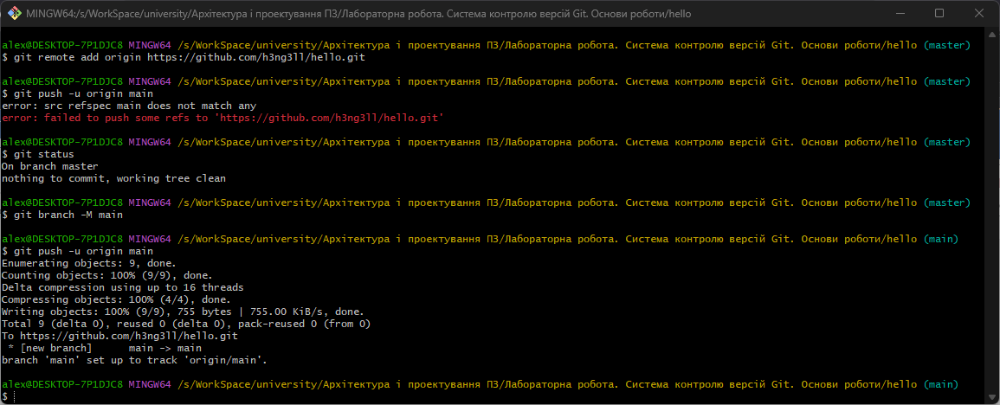 MINGW64:/s/WorkSpace/university/Архітектура і проектування ПЗ/Лабораторна робота. Система контролю версій Git. Основи роботи/hello
alex@DESKTOP-7P1DJC8 MINGW64 /s/WorkSpace/university/Архітектура і проектування ПЗ/Лабораторна робота. Система контролю версій Git. Основи роботи/hello (master)
$ git remote add origin https://github.com/h3ng3ll/hello.git
alex@DESKTOP-7P1DJC8 MINGW64 /s/WorkSpace/university/Архітектура і проектування ПЗ/Лабораторна робота. Система контролю версій Git. Основи роботи/hello (master)
$ git push -u origin main
error: src refspec main does not match any
error: failed to push some refs to 'https://github.com/h3ng3ll/hello.git'
alex@DESKTOP-7P1DJC8 MINGW64 /s/WorkSpace/university/Архітектура і проектування ПЗ/Лабораторна робота. Система контролю версій Git. Основи роботи/hello (master)
$ git status
On branch master
nothing to commit, working tree clean
alex@DESKTOP-7P1DJC8 MINGW64 /s/WorkSpace/university/Архітектура і проектування ПЗ/Лабораторна робота. Система контролю версій Git. Основи роботи/hello (master)
$ git branch -M main
alex@DESKTOP-7P1DJC8 MINGW64 /s/WorkSpace/university/Архітектура і проектування ПЗ/Лабораторна робота. Система контролю версій Git. Основи роботи/hello (main)
$ git push -u origin main
Enumerating objects: 9, done.
Counting objects: 100% (9/9), done.
Delta compression using up to 16 threads
Compressing objects: 100% (4/4), done.
Writing objects: 100% (9/9), 755 bytes | 755.00 KiB/s, done.
Total 9 (delta 0), reused 0 (delta 0), pack-reused 0 (from 0)
To https://github.com/h3ng3ll/hello.git
 * [new branch]      main -> main
branch 'main' set up to track 'origin/main'.
alex@DESKTOP-7P1DJC8 MINGW64 /s/WorkSpace/university/Архітектура і проектування ПЗ/Лабораторна робота. Система контролю версій Git. Основи роботи/hello (main)
$